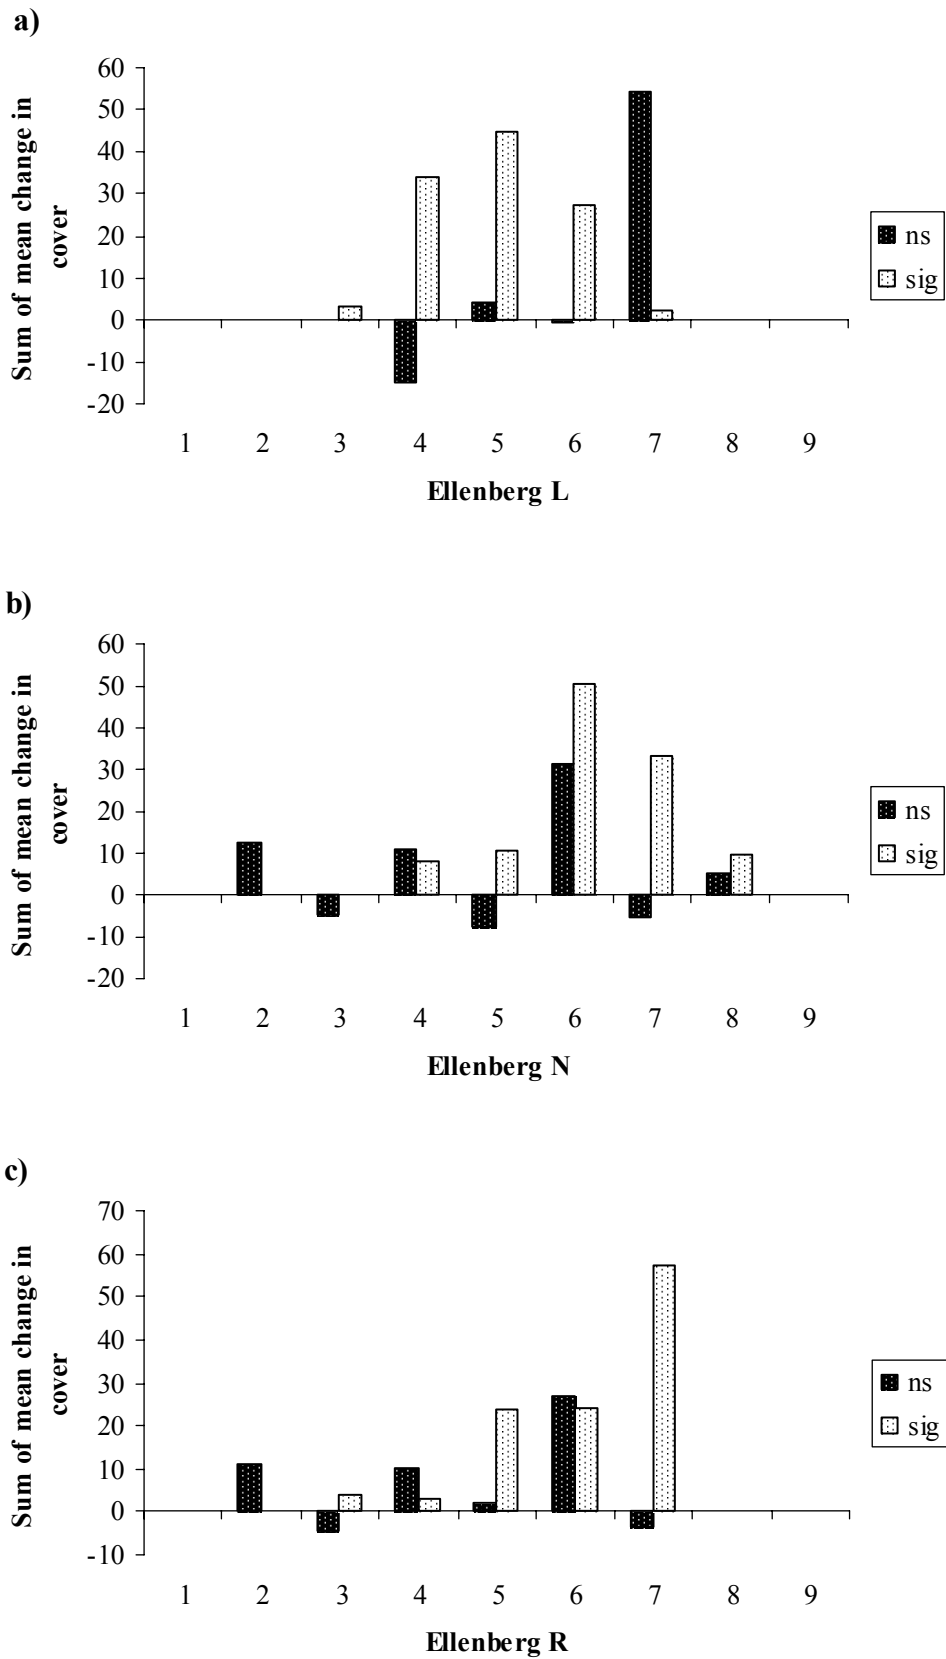 a)
Sum of mean change in
cover
60
50
40
30
20
10
0
-10
-20
1 2 3 4 5 6 7 8 9
Ellenberg L
ns
sig
b)
Sum of mean change in
cover
60
50
40
30
20
10
0
-10
-20
1 2 3 4 5 6 7 8 9
Ellenberg N
ns
sig
c)
Sum of mean change in
cover
70
60
50
40
30
20
10
0
-10
1 2 3 4 5 6 7 8 9
Ellenberg R
ns
sig